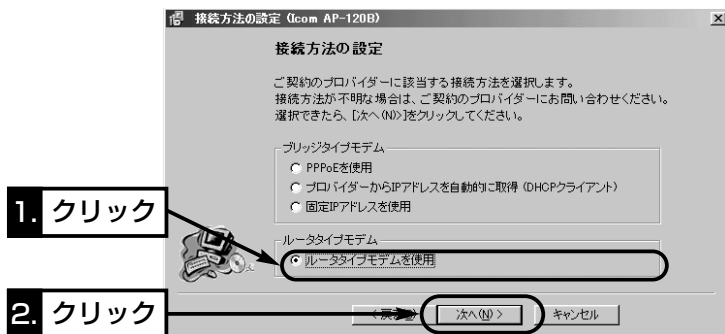 接続方法の設定 (Icom AP-120B)
接続方法の設定
ご契約のプロバイダーに該当する接続方法を選択します。
接続方法が不明な場合は、ご契約のプロバイダーにお問い合わせください。
選択できたら、[次へ(N)>]をクリックしてください。
ブリッジタイプモデム
PPPoEを使用
プロバイダーからIPアドレスを自動的に取得 (DHCPクライアント)
固定IPアドレスを使用
1. クリック
ルータタイプモデム
ルータタイプモデムを使用
2. クリック
次へ(N) >
キャンセル